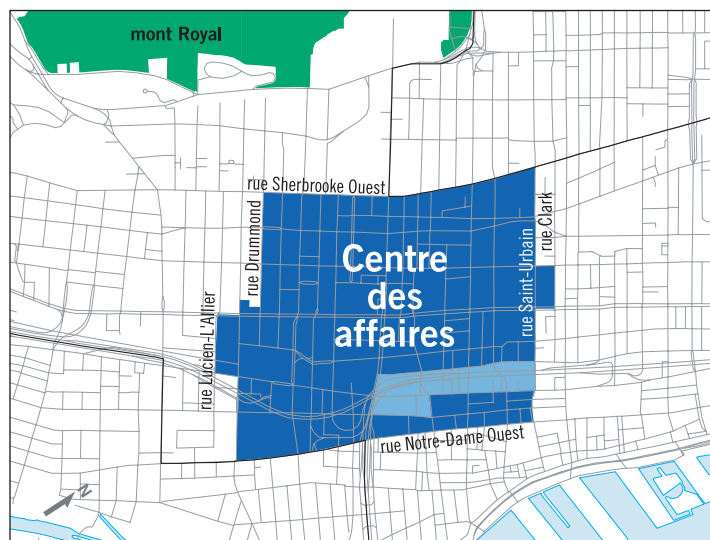 mont Royal
rue Sherbrooke Ouest
rue Drummond
rue Clark
rue Saint-Urbain
Centre
des
affaires
rue Lucien-L'Allier
rue Notre-Dame Ouest
N